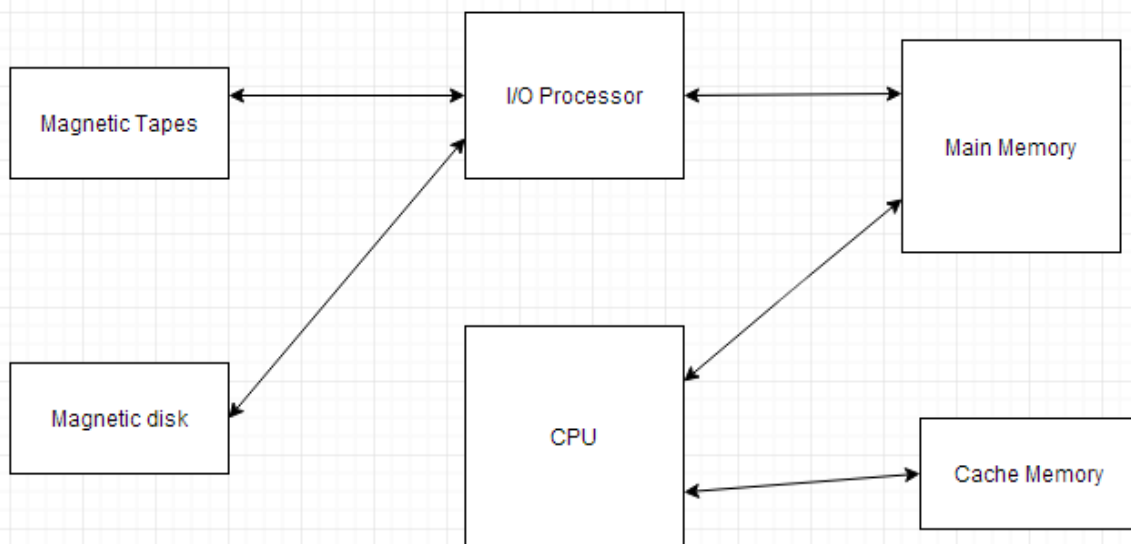 I/O Processor
Magnetic Tapes
Main Memory
Magnetic disk
CPU
Cache Memory